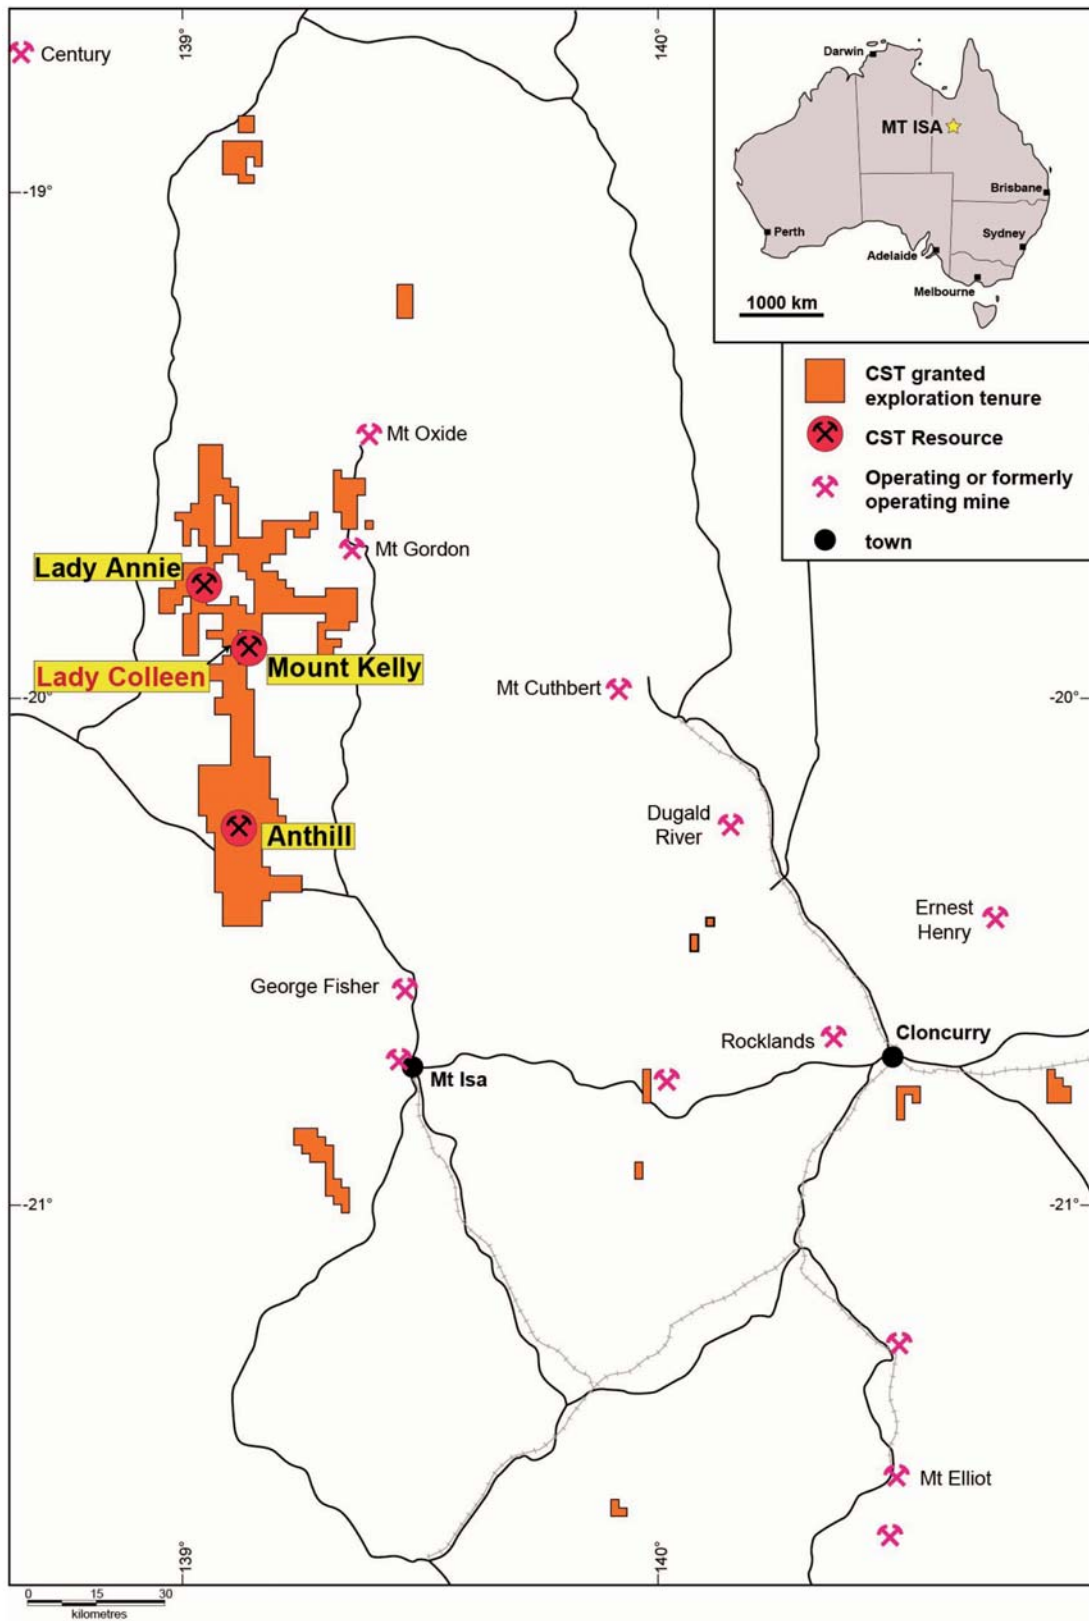 139°
140°
Century
Darwin
MT ISA
Brisbane
Perth
Sydney
Adelaide
Melbourne
1000 km
-19°
CST granted
exploration tenure
CST Resource
Operating or formerly
operating mine
town
Mt Oxide
Mt Gordon
Lady Annie
Lady Colleen
Mount Kelly
Mt Cuthbert
-20°
-20°
Anthill
Dugald
River
Ernest
Henry
George Fisher
Rocklands
Cloncurry
Mt Isa
-21°
-21°
Mt Elliot
139°
140°
0 15 30
kilometres